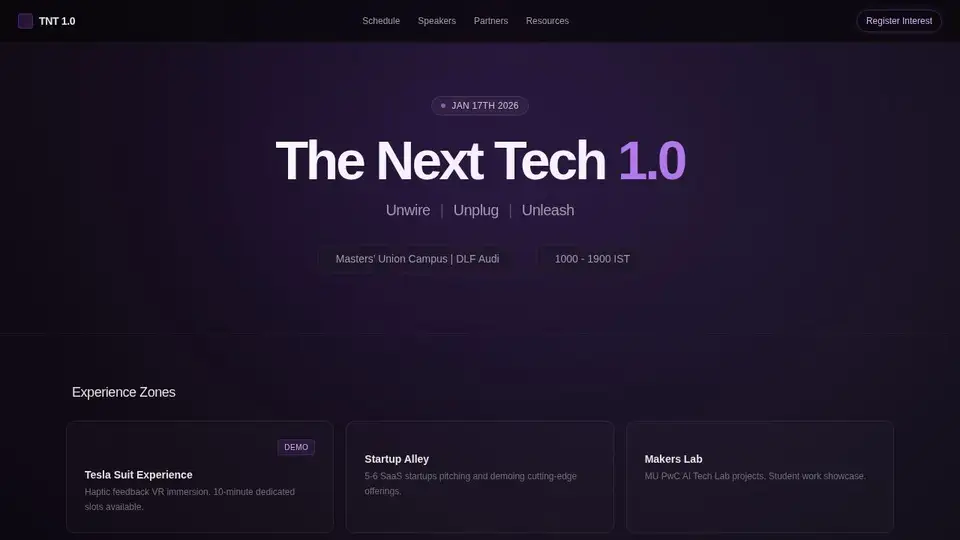 TNT 1.0
Schedule
Speakers
Partners
Resources
Register Interest
JAN 17TH 2026
The Next Tech 1.0
Unwire | Unplug | Unleash
Masters' Union Campus | DLF Audi
1000 - 1900 IST
Experience Zones
DEMO
Tesla Suit Experience
Haptic feedback VR immersion. 10-minute dedicated
slots available.
Startup Alley
5-6 SaaS startups pitching and demoing cutting-edge
offerings.
Makers Lab
MU PwC AI Tech Lab projects. Student work showcase.